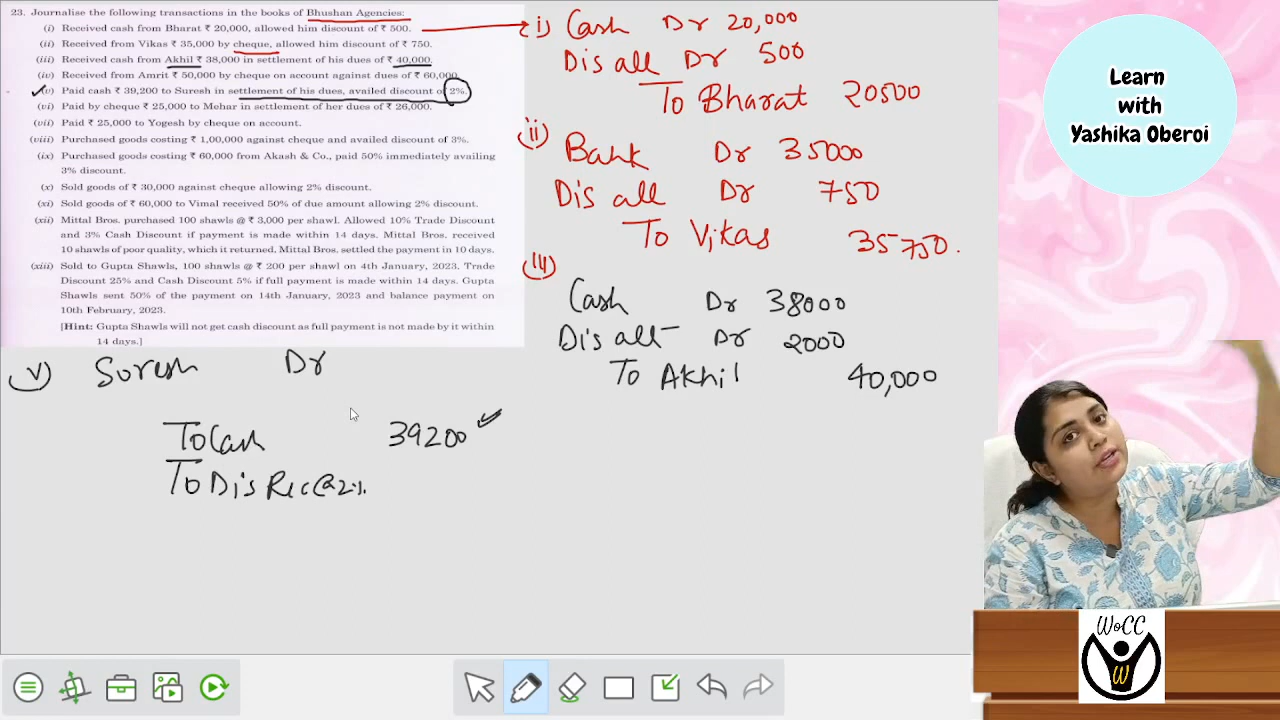 23. Journalise the following transactions in the books of Bhushan Agencies:
(i) Received cash from Bharat ₹ 20,000, allowed him discount of ₹ 500.
(ii) Received from Vikas ₹ 35,000 by cheque, allowed him discount of ₹ 750.
(iii) Received cash from Akhil ₹ 38,000 in settlement of his dues of ₹ 40,000.
(iv) Received from Amrit ₹ 50,000 by cheque on account against dues of ₹ 60,000.
(v) Paid cash ₹ 39,200 to Suresh in settlement of his dues, availed discount of 2%.
(vi) Paid by cheque ₹ 25,000 to Mehar in settlement of her dues of ₹ 26,000.
(vii) Paid ₹ 25,000 to Yogesh by cheque on account.
(viii) Purchased goods costing ₹ 1,00,000 against cheque and availed discount of 3%.
(ix) Purchased goods costing ₹ 60,000 from Akash & Co., paid 50% immediately availing
3% discount.
(x) Sold goods of ₹ 30,000 against cheque allowing 2% discount.
(xi) Sold goods of ₹ 60,000 to Vimal received 50% of due amount allowing 2% discount.
(xii) Mittal Bros. purchased 100 shawls @ ₹ 3,000 per shawl. Allowed 10% Trade Discount
and 3% Cash Discount if payment is made within 14 days. Mittal Bros. received
10 shawls of poor quality, which it returned. Mittal Bros. settled the payment in 10 days.
(xiii) Sold to Gupta Shawls, 100 shawls @ ₹ 200 per shawl on 4th January, 2023. Trade
Discount 25% and Cash Discount 5% if full payment is made within 14 days. Gupta
Shawls sent 50% of the payment on 14th January, 2023 and balance payment on
10th February, 2023.
[Hint: Gupta Shawls will not get cash discount as full payment is not made by it within
14 days.]
i) Cash Dr 20,000
Dis all Dr 500
To Bharat 20500
(ii)
Bank Dr 35000
Dis all Dr 750
To Vikas 35750.
(iii)
Cash Dr 38000
Dis all Dr 2000
To Akhil 40,000
(v) Suresh Dr
To Cash 39200
To Dis Rec @2%
Learn
with
Yashika Oberoi
WoCC
W